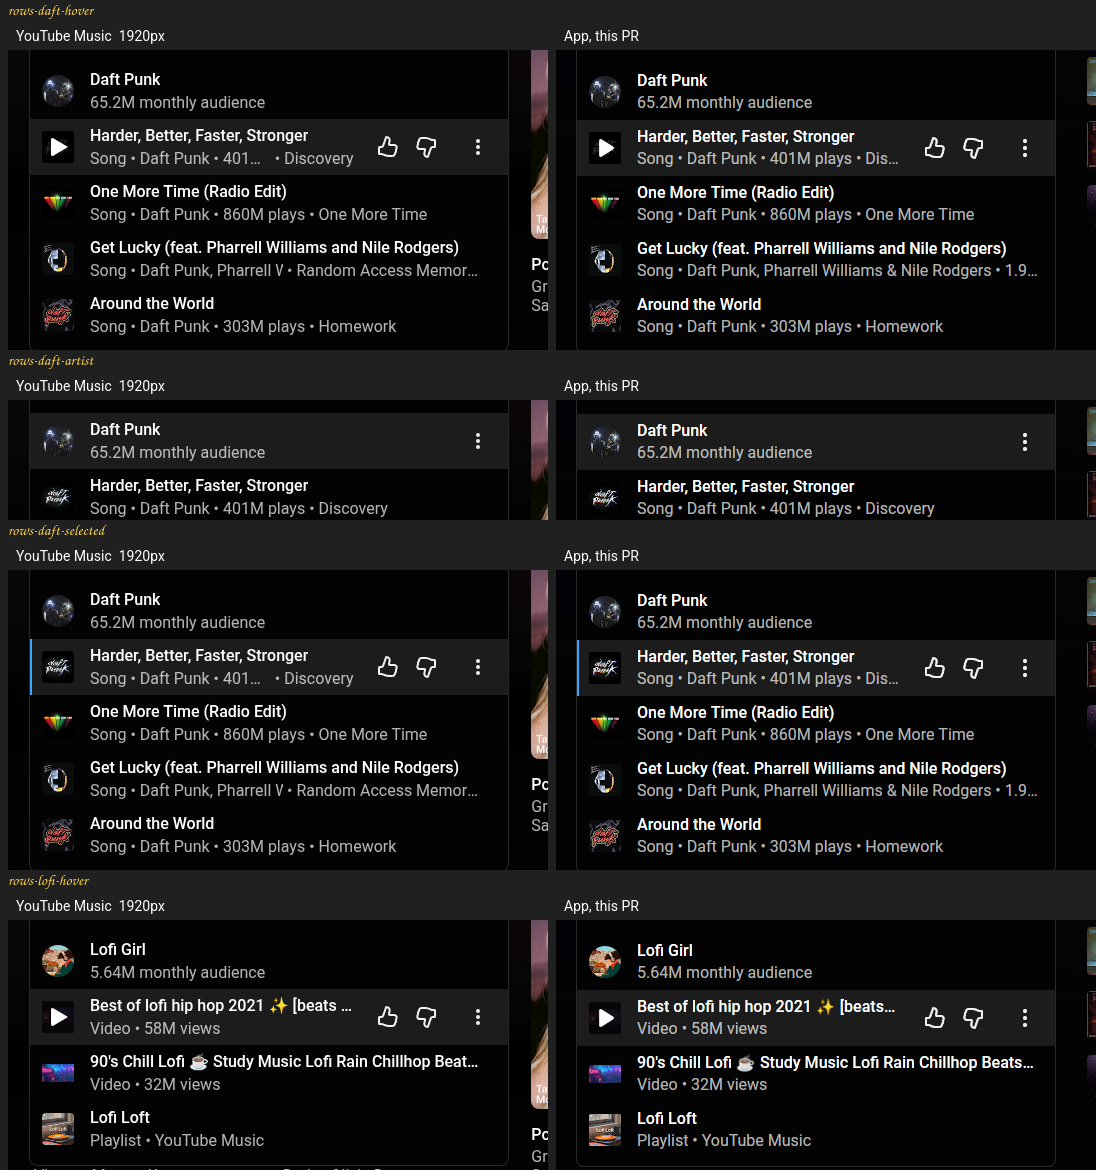 rows-daft-hover
YouTube Music 1920px
App, this PR
Daft Punk
65.2M monthly audience
Harder, Better, Faster, Stronger
Song • Daft Punk • 401... • Discovery
One More Time (Radio Edit)
Song • Daft Punk • 860M plays • One More Time
Get Lucky (feat. Pharrell Williams and Nile Rodgers)
Song • Daft Punk, Pharrell V • Random Access Memor...
Around the World
Song • Daft Punk • 303M plays • Homework
Ta
Mo
Po
Gr
Sa
Daft Punk
65.2M monthly audience
Harder, Better, Faster, Stronger
Song • Daft Punk • 401M plays • Dis...
One More Time (Radio Edit)
Song • Daft Punk • 860M plays • One More Time
Get Lucky (feat. Pharrell Williams and Nile Rodgers)
Song • Daft Punk, Pharrell Williams & Nile Rodgers • 1.9...
Around the World
Song • Daft Punk • 303M plays • Homework
rows-daft-artist
YouTube Music 1920px
App, this PR
Daft Punk
65.2M monthly audience
Harder, Better, Faster, Stronger
Song • Daft Punk • 401M plays • Discovery
Daft Punk
65.2M monthly audience
Harder, Better, Faster, Stronger
Song • Daft Punk • 401M plays • Discovery
rows-daft-selected
YouTube Music 1920px
App, this PR
Daft Punk
65.2M monthly audience
Harder, Better, Faster, Stronger
Song • Daft Punk • 401... • Discovery
One More Time (Radio Edit)
Song • Daft Punk • 860M plays • One More Time
Get Lucky (feat. Pharrell Williams and Nile Rodgers)
Song • Daft Punk, Pharrell V • Random Access Memor...
Around the World
Song • Daft Punk • 303M plays • Homework
Ta
Mo
Po
Gr
Sa
Daft Punk
65.2M monthly audience
Harder, Better, Faster, Stronger
Song • Daft Punk • 401M plays • Dis...
One More Time (Radio Edit)
Song • Daft Punk • 860M plays • One More Time
Get Lucky (feat. Pharrell Williams and Nile Rodgers)
Song • Daft Punk, Pharrell Williams & Nile Rodgers • 1.9...
Around the World
Song • Daft Punk • 303M plays • Homework
rows-lofi-hover
YouTube Music 1920px
App, this PR
Lofi Girl
5.64M monthly audience
Best of lofi hip hop 2021 ✨ [beats ...
Video • 58M views
90's Chill Lofi ☕ Study Music Lofi Rain Chillhop Beat...
Video • 32M views
Lofi Loft
Playlist • YouTube Music
Ta
Mo
Po
Gr
Lofi Girl
5.64M monthly audience
Best of lofi hip hop 2021 ✨ [beats...
Video • 58M views
90's Chill Lofi ☕ Study Music Lofi Rain Chillhop Beats...
Video • 32M views
Lofi Loft
Playlist • YouTube Music